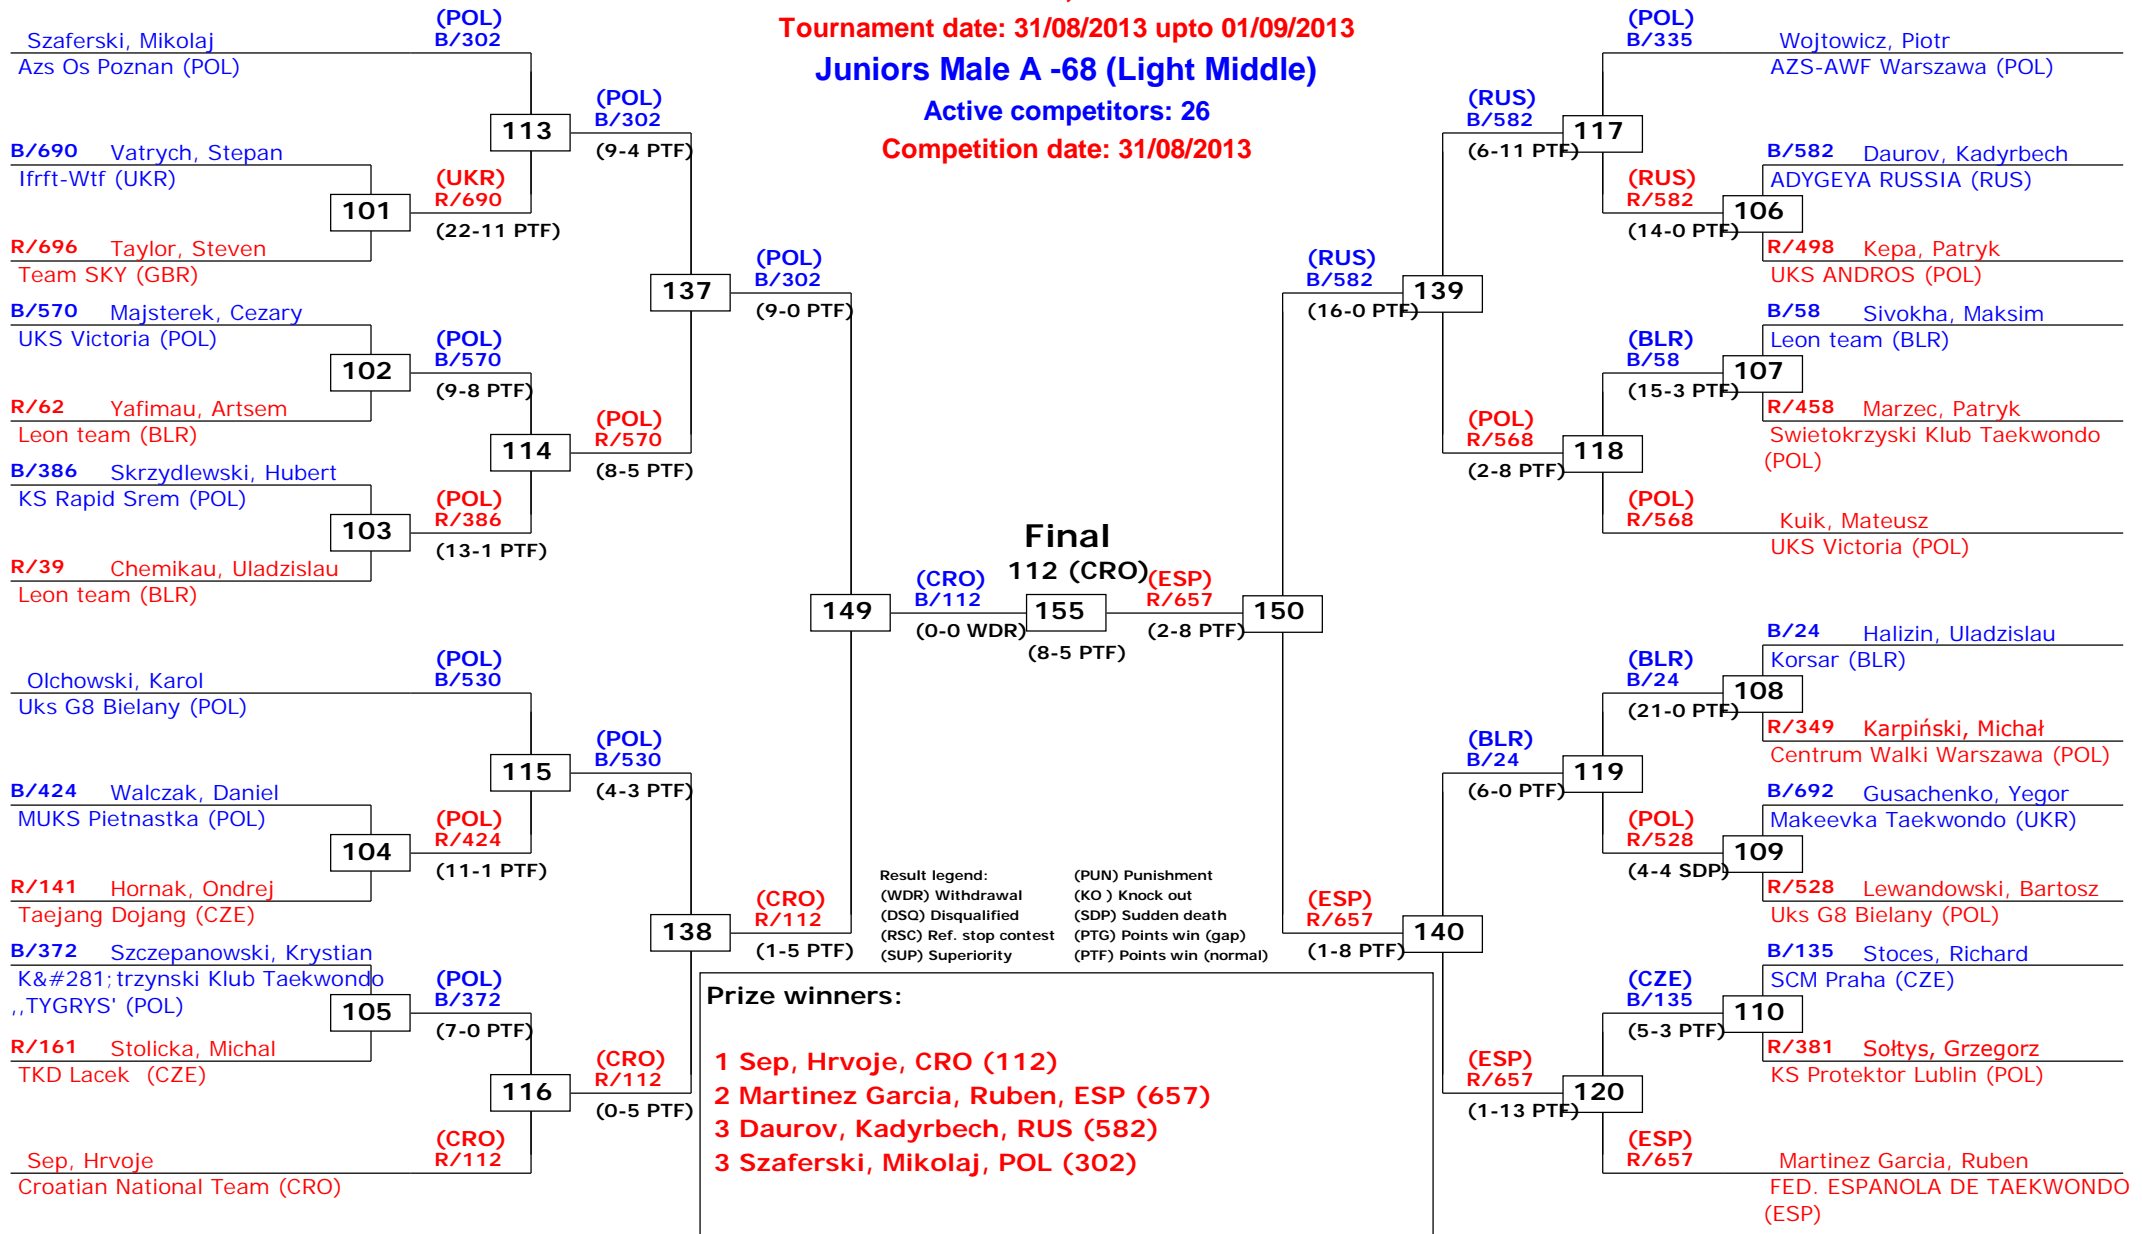 Tournament date: 31/08/2013 upto 01/09/2013
Juniors Male A -68 (Light Middle)
Active competitors: 26
Competition date: 31/08/2013
(POL)
B/302
Szaferski, Mikolaj
Azs Os Poznan (POL)
113
(POL)
B/302
(9-4 PTF)
B/690 Vatrych, Stepan
Ifrft-Wtf (UKR)
101
(UKR)
R/690
(22-11 PTF)
R/696 Taylor, Steven
Team SKY (GBR)
137
(POL)
B/302
(9-0 PTF)
B/570 Majsterek, Cezary
UKS Victoria (POL)
102
(POL)
B/570
(9-8 PTF)
R/62 Yafimau, Artsem
Leon team (BLR)
114
(POL)
R/570
(8-5 PTF)
B/386 Skrzydlewski, Hubert
KS Rapid Srem (POL)
103
(POL)
R/386
(13-1 PTF)
R/39 Chemikau, Uladzislau
Leon team (BLR)
149
(CRO)
B/112
(0-0 WDR)
Final
112 (CRO)
155
(8-5 PTF)
(ESP)
R/657
(2-8 PTF)
150
(POL)
B/530
Olchowski, Karol
Uks G8 Bielany (POL)
115
(POL)
B/530
(4-3 PTF)
B/424 Walczak, Daniel
MUKS Pietnastka (POL)
104
(POL)
R/424
(11-1 PTF)
R/141 Hornak, Ondrej
Taejang Dojang (CZE)
138
(CRO)
R/112
(1-5 PTF)
B/372 Szczepanowski, Krystian
K&#281;trzynski Klub Taekwondo
,,TYGRYS' (POL)
105
(POL)
B/372
(7-0 PTF)
R/161 Stolicka, Michal
TKD Lacek (CZE)
116
(CRO)
R/112
(0-5 PTF)
(CRO)
R/112
Sep, Hrvoje
Croatian National Team (CRO)
(POL)
B/335
Wojtowicz, Piotr
AZS-AWF Warszawa (POL)
(RUS)
B/582
(6-11 PTF)
117
B/582 Daurov, Kadyrbech
ADYGEYA RUSSIA (RUS)
(RUS)
R/582
(14-0 PTF)
106
R/498 Kepa, Patryk
UKS ANDROS (POL)
(RUS)
B/582
(16-0 PTF)
139
B/58 Sivokha, Maksim
Leon team (BLR)
(BLR)
B/58
(15-3 PTF)
107
R/458 Marzec, Patryk
Swietokrzyski Klub Taekwondo
(POL)
(POL)
R/568
(2-8 PTF)
118
(POL)
R/568
Kuik, Mateusz
UKS Victoria (POL)
B/24 Halizin, Uladzislau
Korsar (BLR)
(BLR)
B/24
(21-0 PTF)
108
R/349 Karpiński, Michał
Centrum Walki Warszawa (POL)
(BLR)
B/24
(6-0 PTF)
119
B/692 Gusachenko, Yegor
Makeevka Taekwondo (UKR)
(POL)
R/528
(4-4 SDP)
109
R/528 Lewandowski, Bartosz
Uks G8 Bielany (POL)
(ESP)
R/657
(1-8 PTF)
140
B/135 Stoces, Richard
SCM Praha (CZE)
(CZE)
B/135
(5-3 PTF)
110
R/381 Sołtys, Grzegorz
KS Protektor Lublin (POL)
(ESP)
R/657
(1-13 PTF)
120
(ESP)
R/657
Martinez Garcia, Ruben
FED. ESPANOLA DE TAEKWONDO
(ESP)
Result legend:
(WDR) Withdrawal
(DSQ) Disqualified
(RSC) Ref. stop contest
(SUP) Superiority
(PUN) Punishment
(KO ) Knock out
(SDP) Sudden death
(PTG) Points win (gap)
(PTF) Points win (normal)
Prize winners:
1 Sep, Hrvoje, CRO (112)
2 Martinez Garcia, Ruben, ESP (657)
3 Daurov, Kadyrbech, RUS (582)
3 Szaferski, Mikolaj, POL (302)